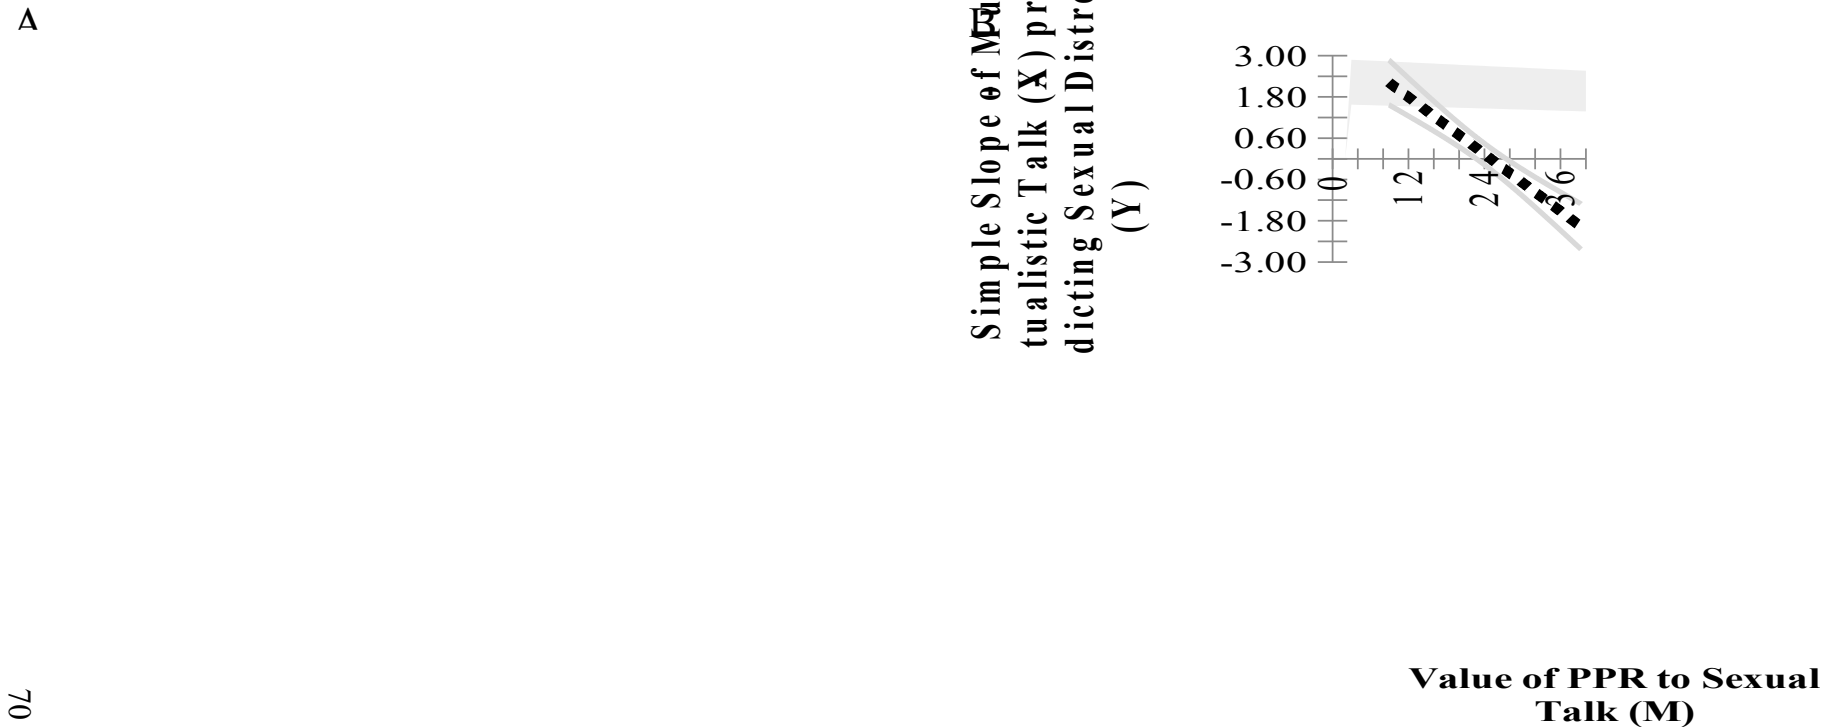 A
B
Simple Slope of Mu
tualistic Talk (X) pr
dicting Sexual Distre
(Y)
3.00
1.80
0.60
-0.60
-1.80
-3.00
0 12 24 36
Value of PPR to Sexual
Talk (M)
70